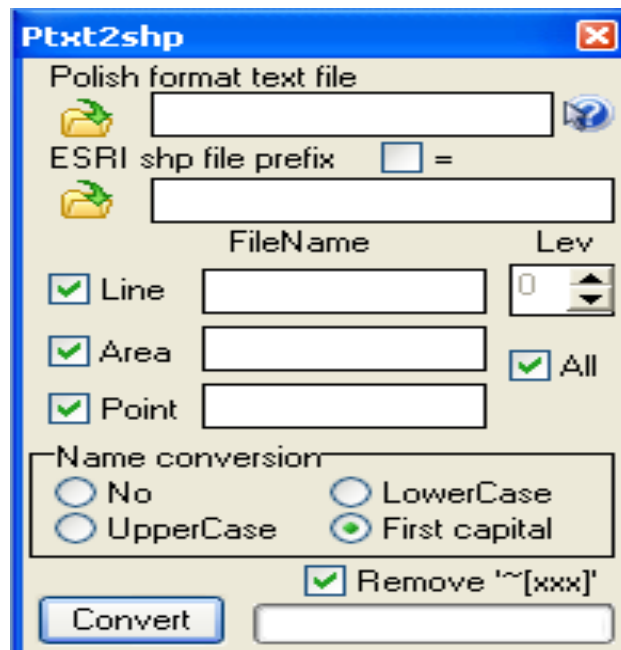 Ptxt2shp
Polish format text file
ESRI shp file prefix =
FileName Lev
Line 0
Area
All
Point
Name conversion
No LowerCase
UpperCase First capital
Remove '~[xxx]'
Convert